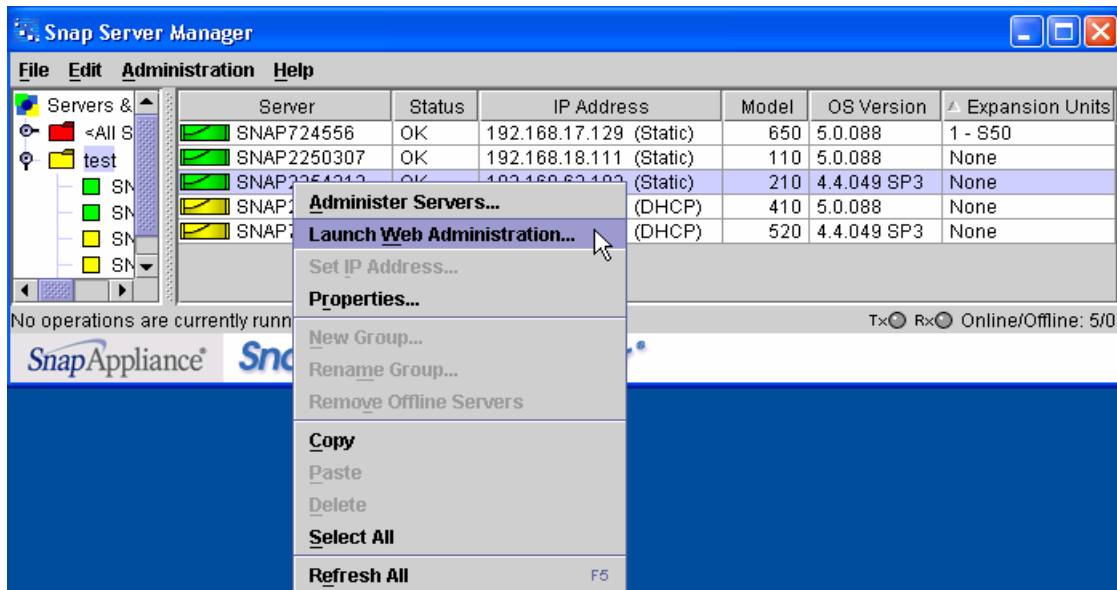 Snap Server Manager
File Edit Administration Help
Servers &
<All S
test
SN
SN
SN
SN
Server Status IP Address Model OS Version Expansion Units
SNAP724556 OK 192.168.17.129 (Static) 650 5.0.088 1 - S50
SNAP2250307 OK 192.168.18.111 (Static) 110 5.0.088 None
(Static) 210 4.4.049 SP3 None
(DHCP) 410 5.0.088 None
(DHCP) 520 4.4.049 SP3 None
Administer Servers...
Launch Web Administration...
Set IP Address...
Properties...
New Group...
Rename Group...
Remove Offline Servers
Copy
Paste
Delete
Select All
Refresh All F5
No operations are currently runn
Tx Rx Online/Offline: 5/0
SnapAppliance